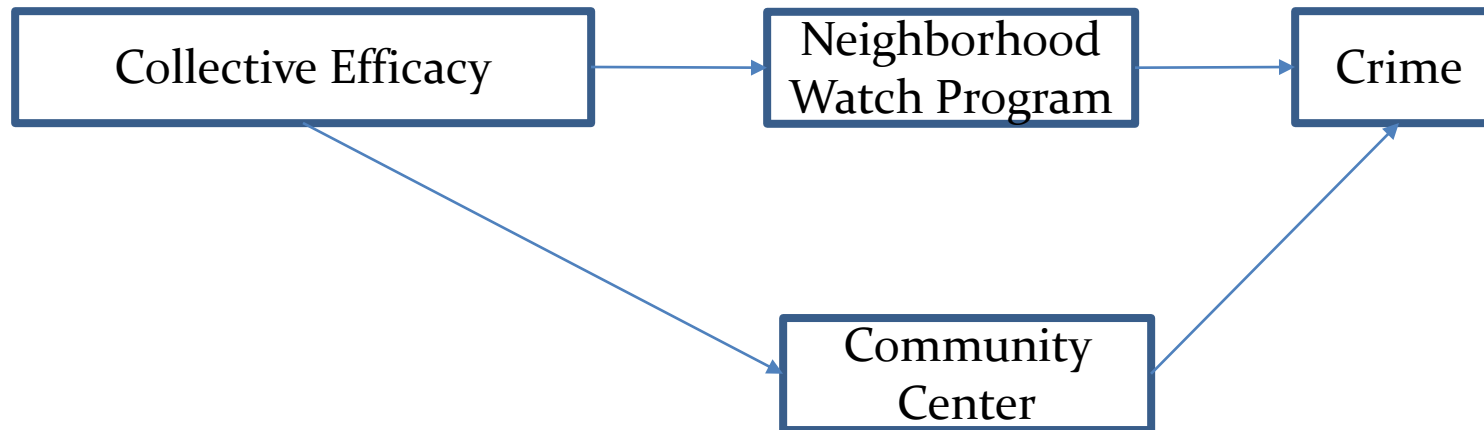 Collective Efficacy
Neighborhood
Watch Program
Crime
Community
Center